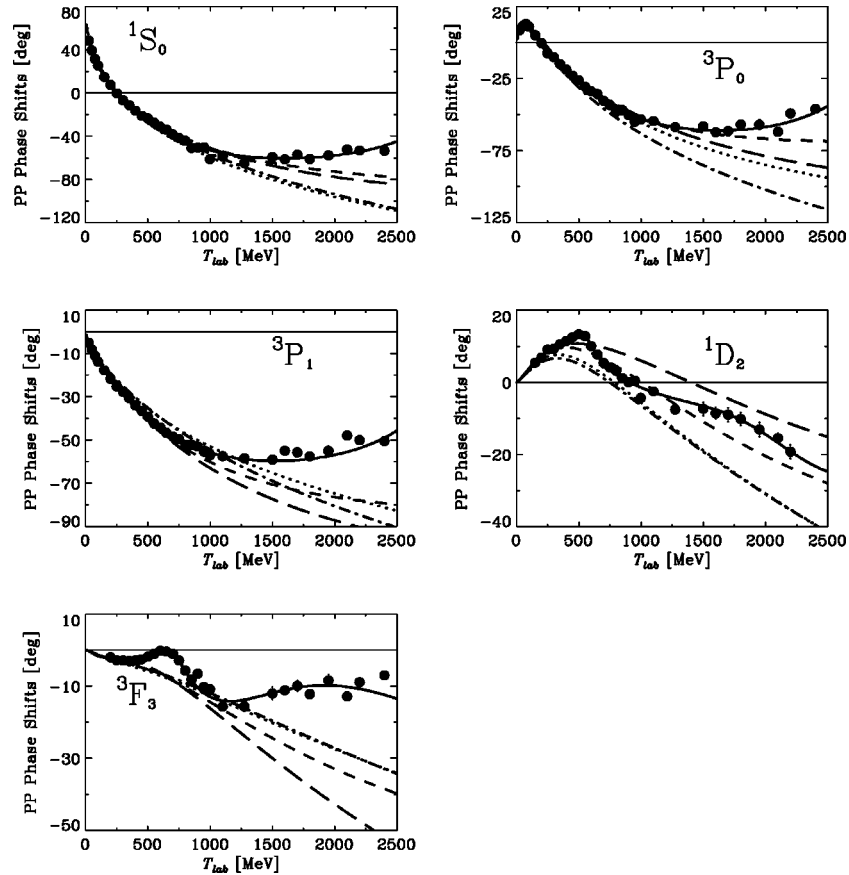 80
40
0
-40
-60
-80
-120
PP Phase Shifts [deg]
¹S₀
0 500 1000 1500 2000 2500
T_lab [MeV]
25
-25
-75
-125
PP Phase Shifts [deg]
³P₀
0 500 1000 1500 2000 2500
T_lab [MeV]
10
-10
-30
-50
-70
-90
PP Phase Shifts [deg]
³P₁
0 500 1000 1500 2000 2500
T_lab [MeV]
20
10
0
-20
-40
PP Phase Shifts [deg]
¹D₂
0 500 1000 1500 2000 2500
T_lab [MeV]
10
-10
-30
-50
PP Phase Shifts [deg]
³F₃
0 500 1000 1500 2000 2500
T_lab [MeV]